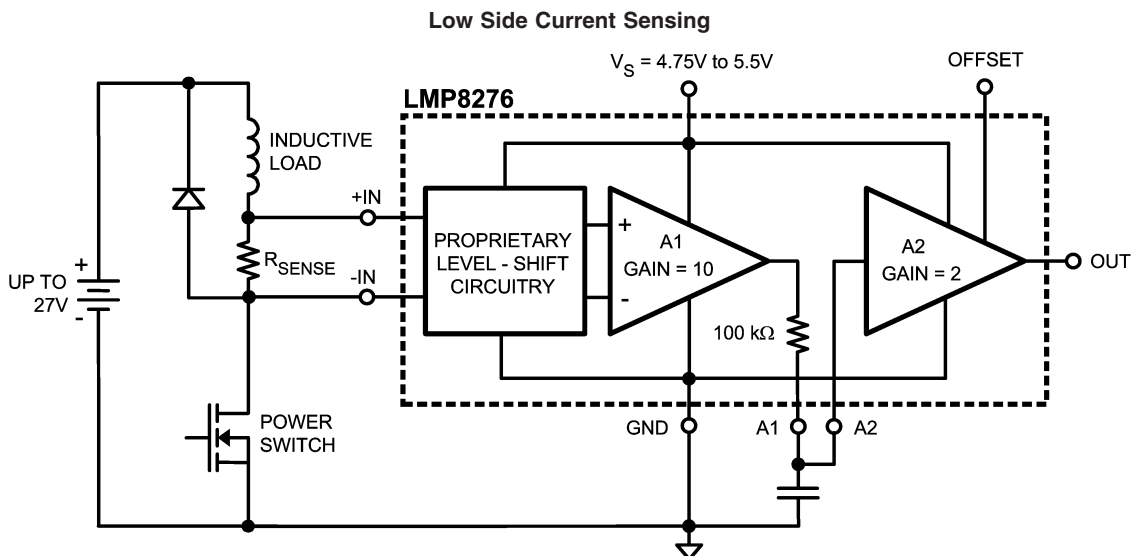 Low Side Current Sensing
V_S = 4.75V to 5.5V
OFFSET
LMP8276
INDUCTIVE
LOAD
+IN
R_SENSE
-IN
PROPRIETARY
LEVEL - SHIFT
CIRCUITRY
+
A1
GAIN = 10
-
A2
GAIN = 2
OUT
+
UP TO
27V
-
100 kΩ
POWER
SWITCH
GND
A1
A2